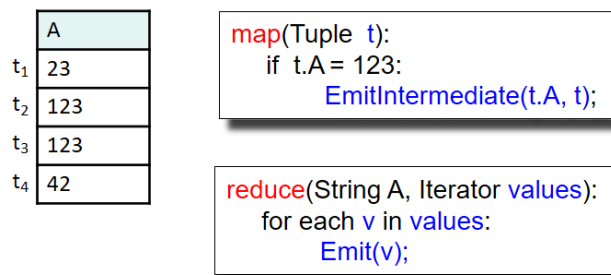 A
t1 23
t2 123
t3 123
t4 42
map(Tuple t):
if t.A = 123:
EmitIntermediate(t.A, t);
reduce(String A, Iterator values):
for each v in values:
Emit(v);